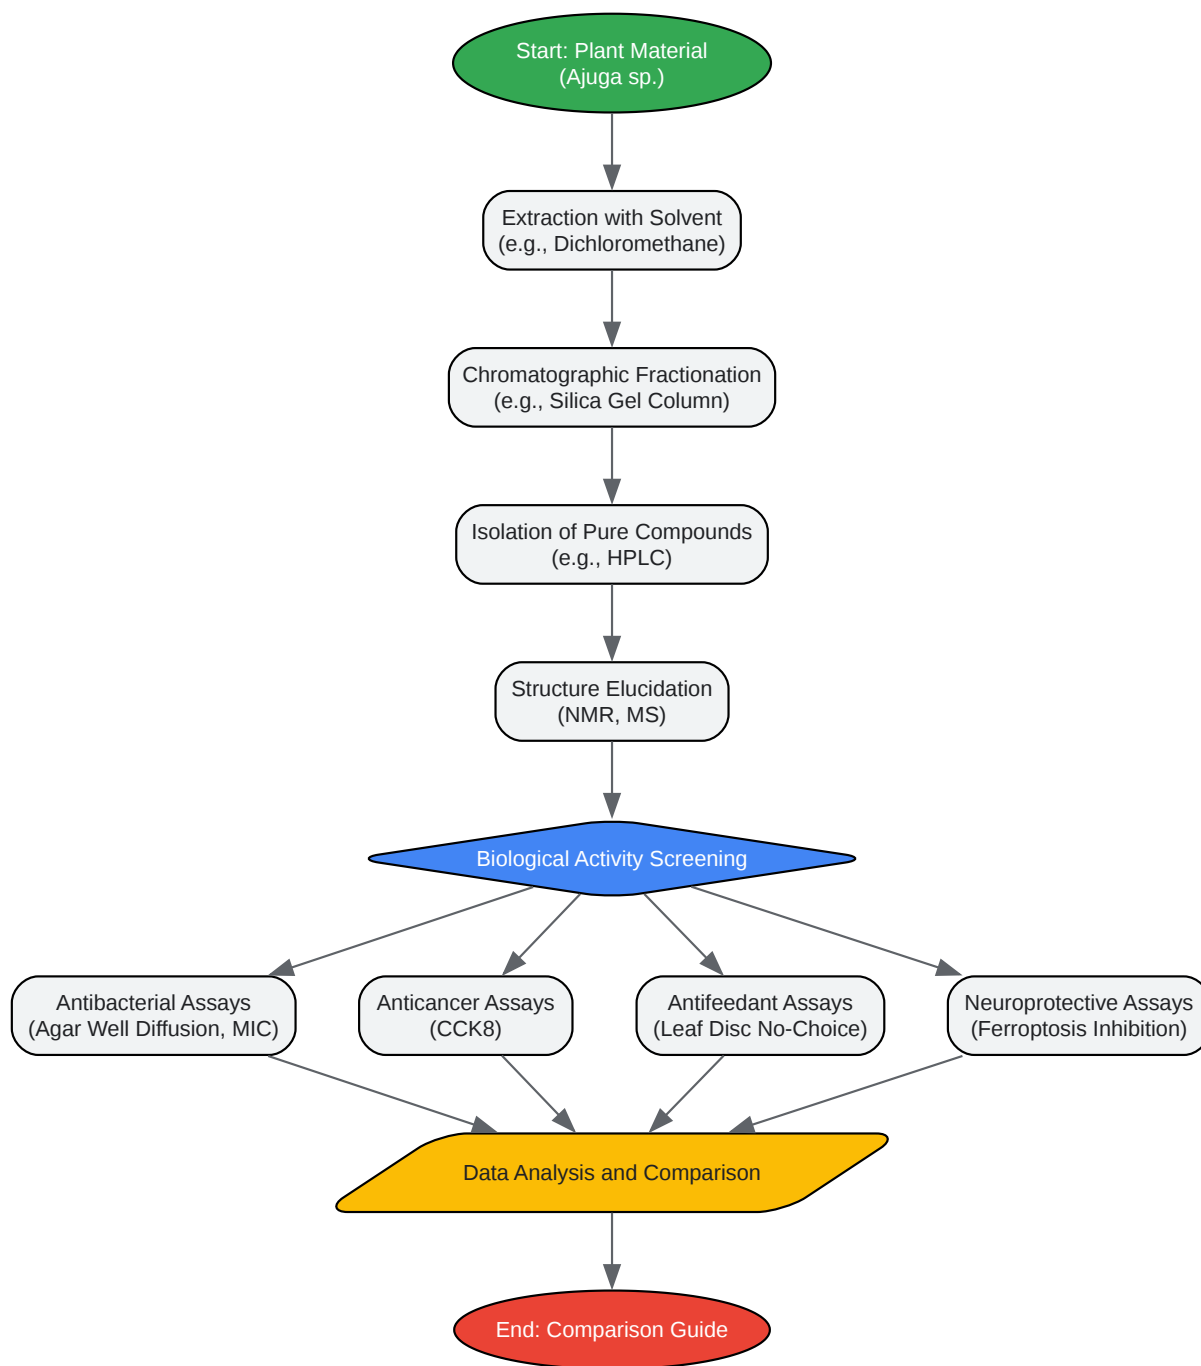 Start: Plant Material
(Ajuga sp.)
Extraction with Solvent
(e.g., Dichloromethane)
Chromatographic Fractionation
(e.g., Silica Gel Column)
Isolation of Pure Compounds
(e.g., HPLC)
Structure Elucidation
(NMR, MS)
Biological Activity Screening
Antibacterial Assays
(Agar Well Diffusion, MIC)
Anticancer Assays
(CCK8)
Antifeedant Assays
(Leaf Disc No-Choice)
Neuroprotective Assays
(Ferroptosis Inhibition)
Data Analysis and Comparison
End: Comparison Guide